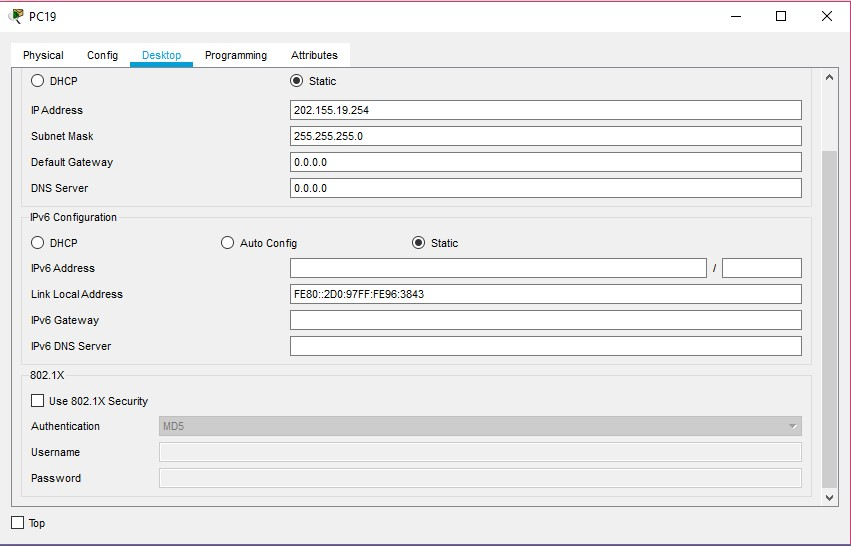 PC19
Physical Config Desktop Programming Attributes
DHCP Static
IP Address 202.155.19.254
Subnet Mask 255.255.255.0
Default Gateway 0.0.0.0
DNS Server 0.0.0.0
IPv6 Configuration
DHCP Auto Config Static
IPv6 Address /
Link Local Address FE80::2D0:97FF:FE96:3843
IPv6 Gateway
IPv6 DNS Server
802.1X
Use 802.1X Security
Authentication MD5
Username
Password
Top